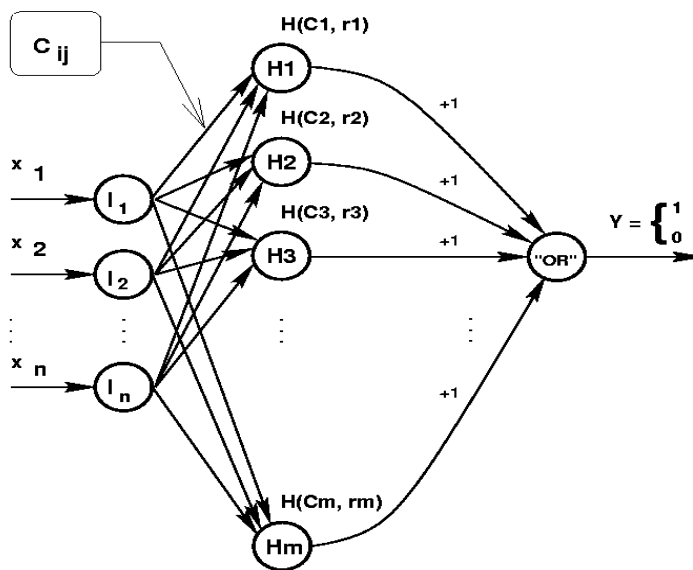 C ij
H(C1, r1)
H1
+1
H(C2, r2)
x 1
H2
+1
I 1
H(C3, r3)
Y = { 1 0
x 2
+1
I 2
H3
"OR"
x n
I n
+1
H(Cm, rm)
Hm